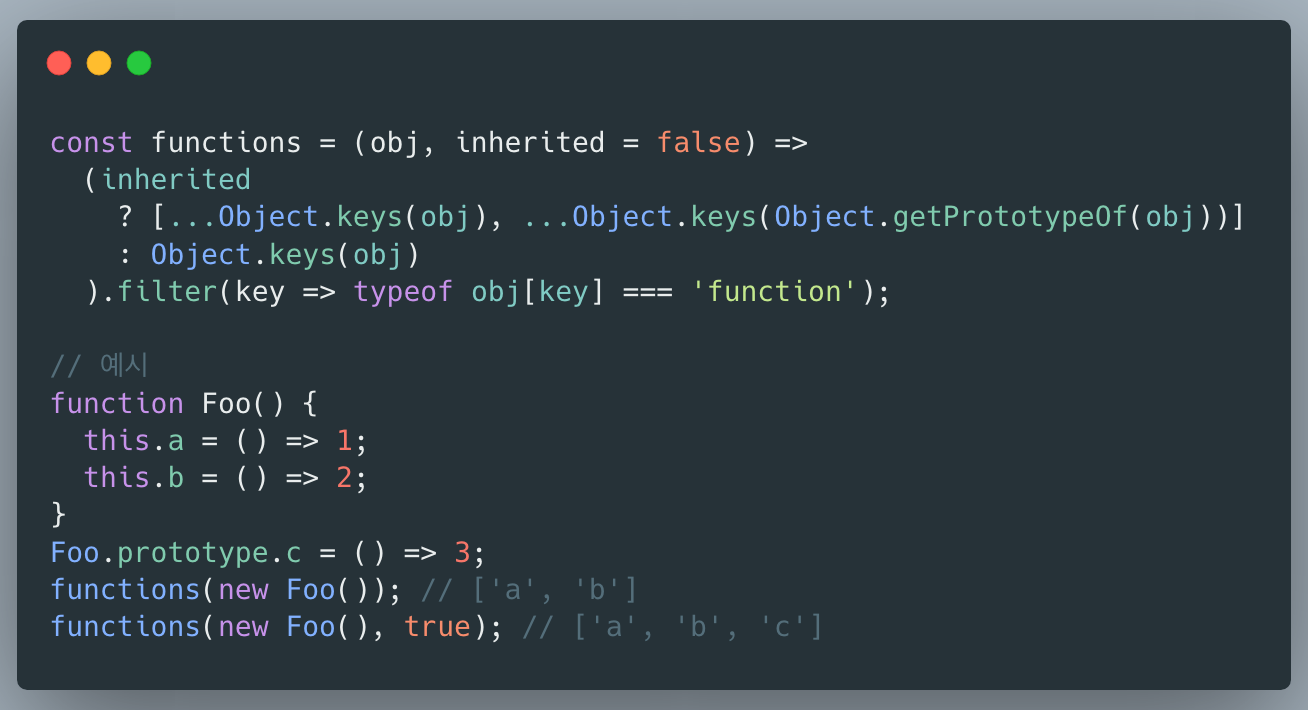 const functions = (obj, inherited = false) =>
  (inherited
    ? [...Object.keys(obj), ...Object.keys(Object.getPrototypeOf(obj))]
    : Object.keys(obj)
  ).filter(key => typeof obj[key] === 'function');

// 예시
function Foo() {
  this.a = () => 1;
  this.b = () => 2;
}
Foo.prototype.c = () => 3;
functions(new Foo()); // ['a', 'b']
functions(new Foo(), true); // ['a', 'b', 'c']